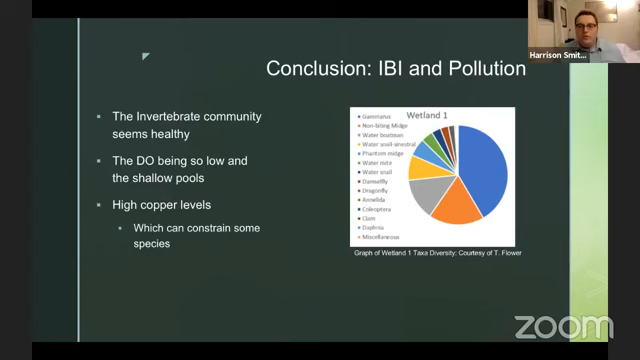 Harrison Smit...
Conclusion: IBI and Pollution
▪ The Invertebrate community
seems healthy
▪ The DO being so low and
the shallow pools
▪ High copper levels
▪ Which can constrain some
species
Wetland 1
Gammarus
Non-biting Midge
Water boatman
Water snail-sinestral
Phantom midge
Water mite
Water snail
Damselfly
Dragonfly
Annelida
Coleoptera
Clam
Daphnia
Miscellaneous
Graph of Wetland 1 Taxa Diversity: Courtesy of T. Flower
zoom